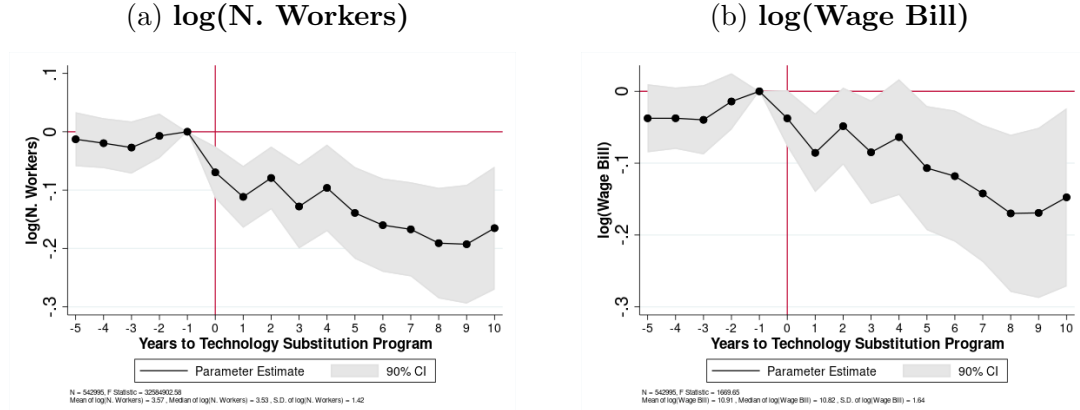 (a) log(N. Workers)
log(N. Workers)
.1
0
-.1
-.2
-.3
-5 -4 -3 -2 -1 0 1 2 3 4 5 6 7 8 9 10
Years to Technology Substitution Program
Parameter Estimate 90% CI
N = 542995, F Statistic = 32584902.58
Mean of log(N. Workers) = 3.57 , Median of log(N. Workers) = 3.53 , S.D. of log(N. Workers) = 1.42
(b) log(Wage Bill)
log(Wage Bill)
0
-.1
-.2
-.3
-5 -4 -3 -2 -1 0 1 2 3 4 5 6 7 8 9 10
Years to Technology Substitution Program
Parameter Estimate 90% CI
N = 542995, F Statistic = 1669.65
Mean of log(Wage Bill) = 10.91 , Median of log(Wage Bill) = 10.82 , S.D. of log(Wage Bill) = 1.64